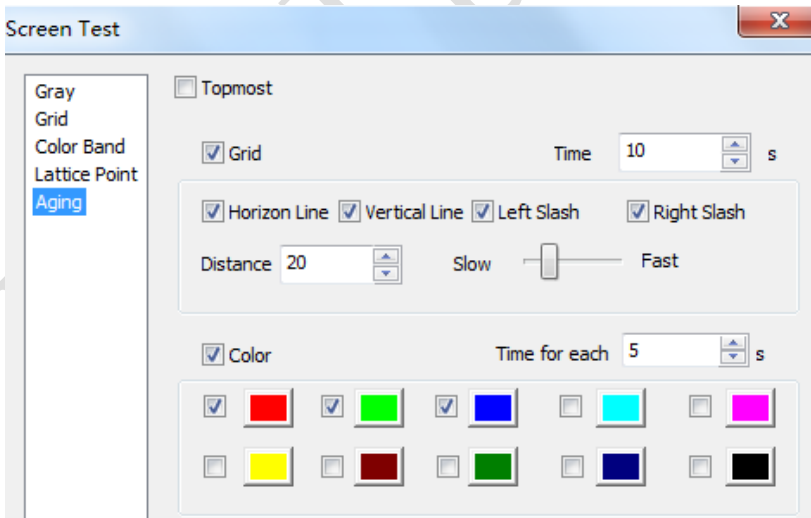 Screen Test
Gray
Grid
Color Band
Lattice Point
Aging
Topmost
Grid Time 10 s
Horizon Line Vertical Line Left Slash Right Slash
Distance 20 Slow Fast
Color Time for each 5 s